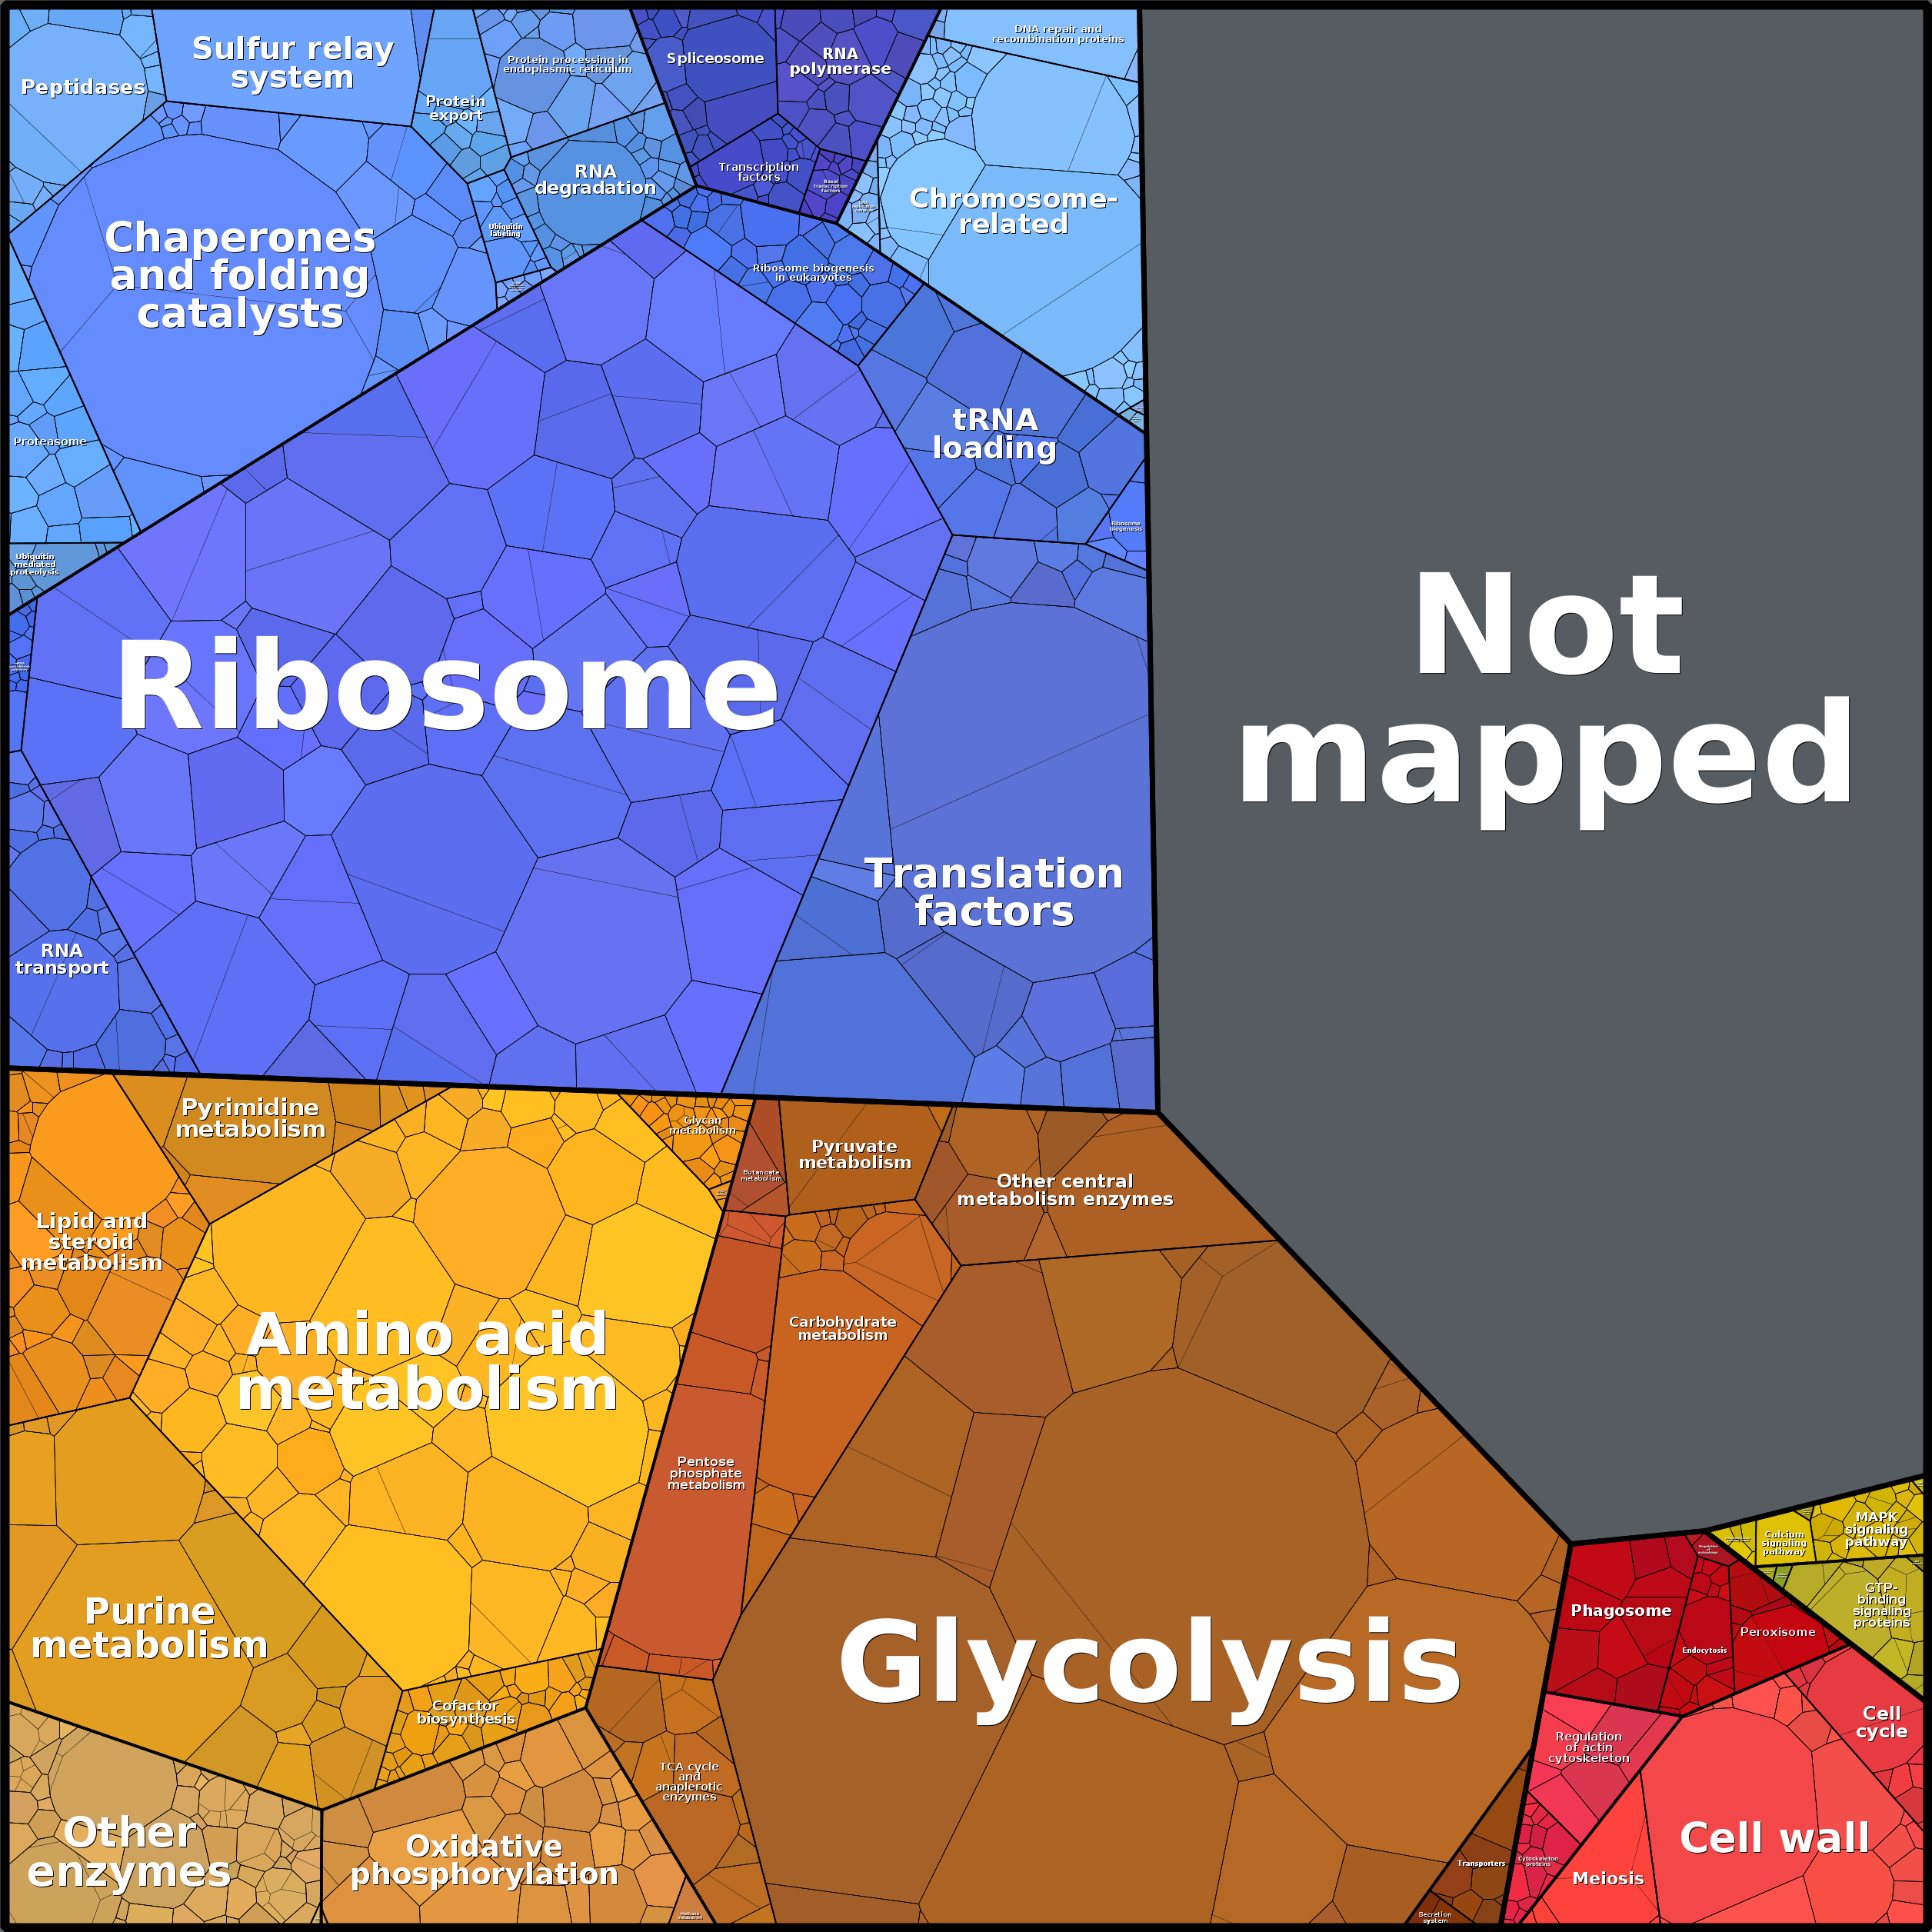 Peptidases
Sulfur relay
system
Protein
export
Protein processing in
endoplasmic reticulum
Spliceosome
RNA
polymerase
DNA repair and
recombination proteins
RNA
degradation
Transcription
factors
Basal
transcription
factors
Chromosome-
related
Chaperones
and folding
catalysts
Ubiquitin
labeling
Ribosome biogenesis
in eukaryotes
Proteasome
tRNA
loading
Ribosome
biogenesis
Ubiquitin
mediated
proteolysis
Ribosome
Not
mapped
Translation
factors
RNA
transport
Pyrimidine
metabolism
Glycan
metabolism
Butanoate
metabolism
Pyruvate
metabolism
Other central
metabolism enzymes
Lipid and
steroid
metabolism
Amino acid
metabolism
Carbohydrate
metabolism
Pentose
phosphate
metabolism
Purine
metabolism
Glycolysis
Cofactor
biosynthesis
TCA cycle
and
anaplerotic
enzymes
Other
enzymes
Oxidative
phosphorylation
Methane
metabolism
Transporters
Secretion
system
Calcium
signaling
pathway
MAPK
signaling
pathway
GTP-
binding
signaling
proteins
Phagosome
Endocytosis
Peroxisome
Regulation
of actin
cytoskeleton
Cell
cycle
Cell wall
Cytoskeleton
proteins
Meiosis